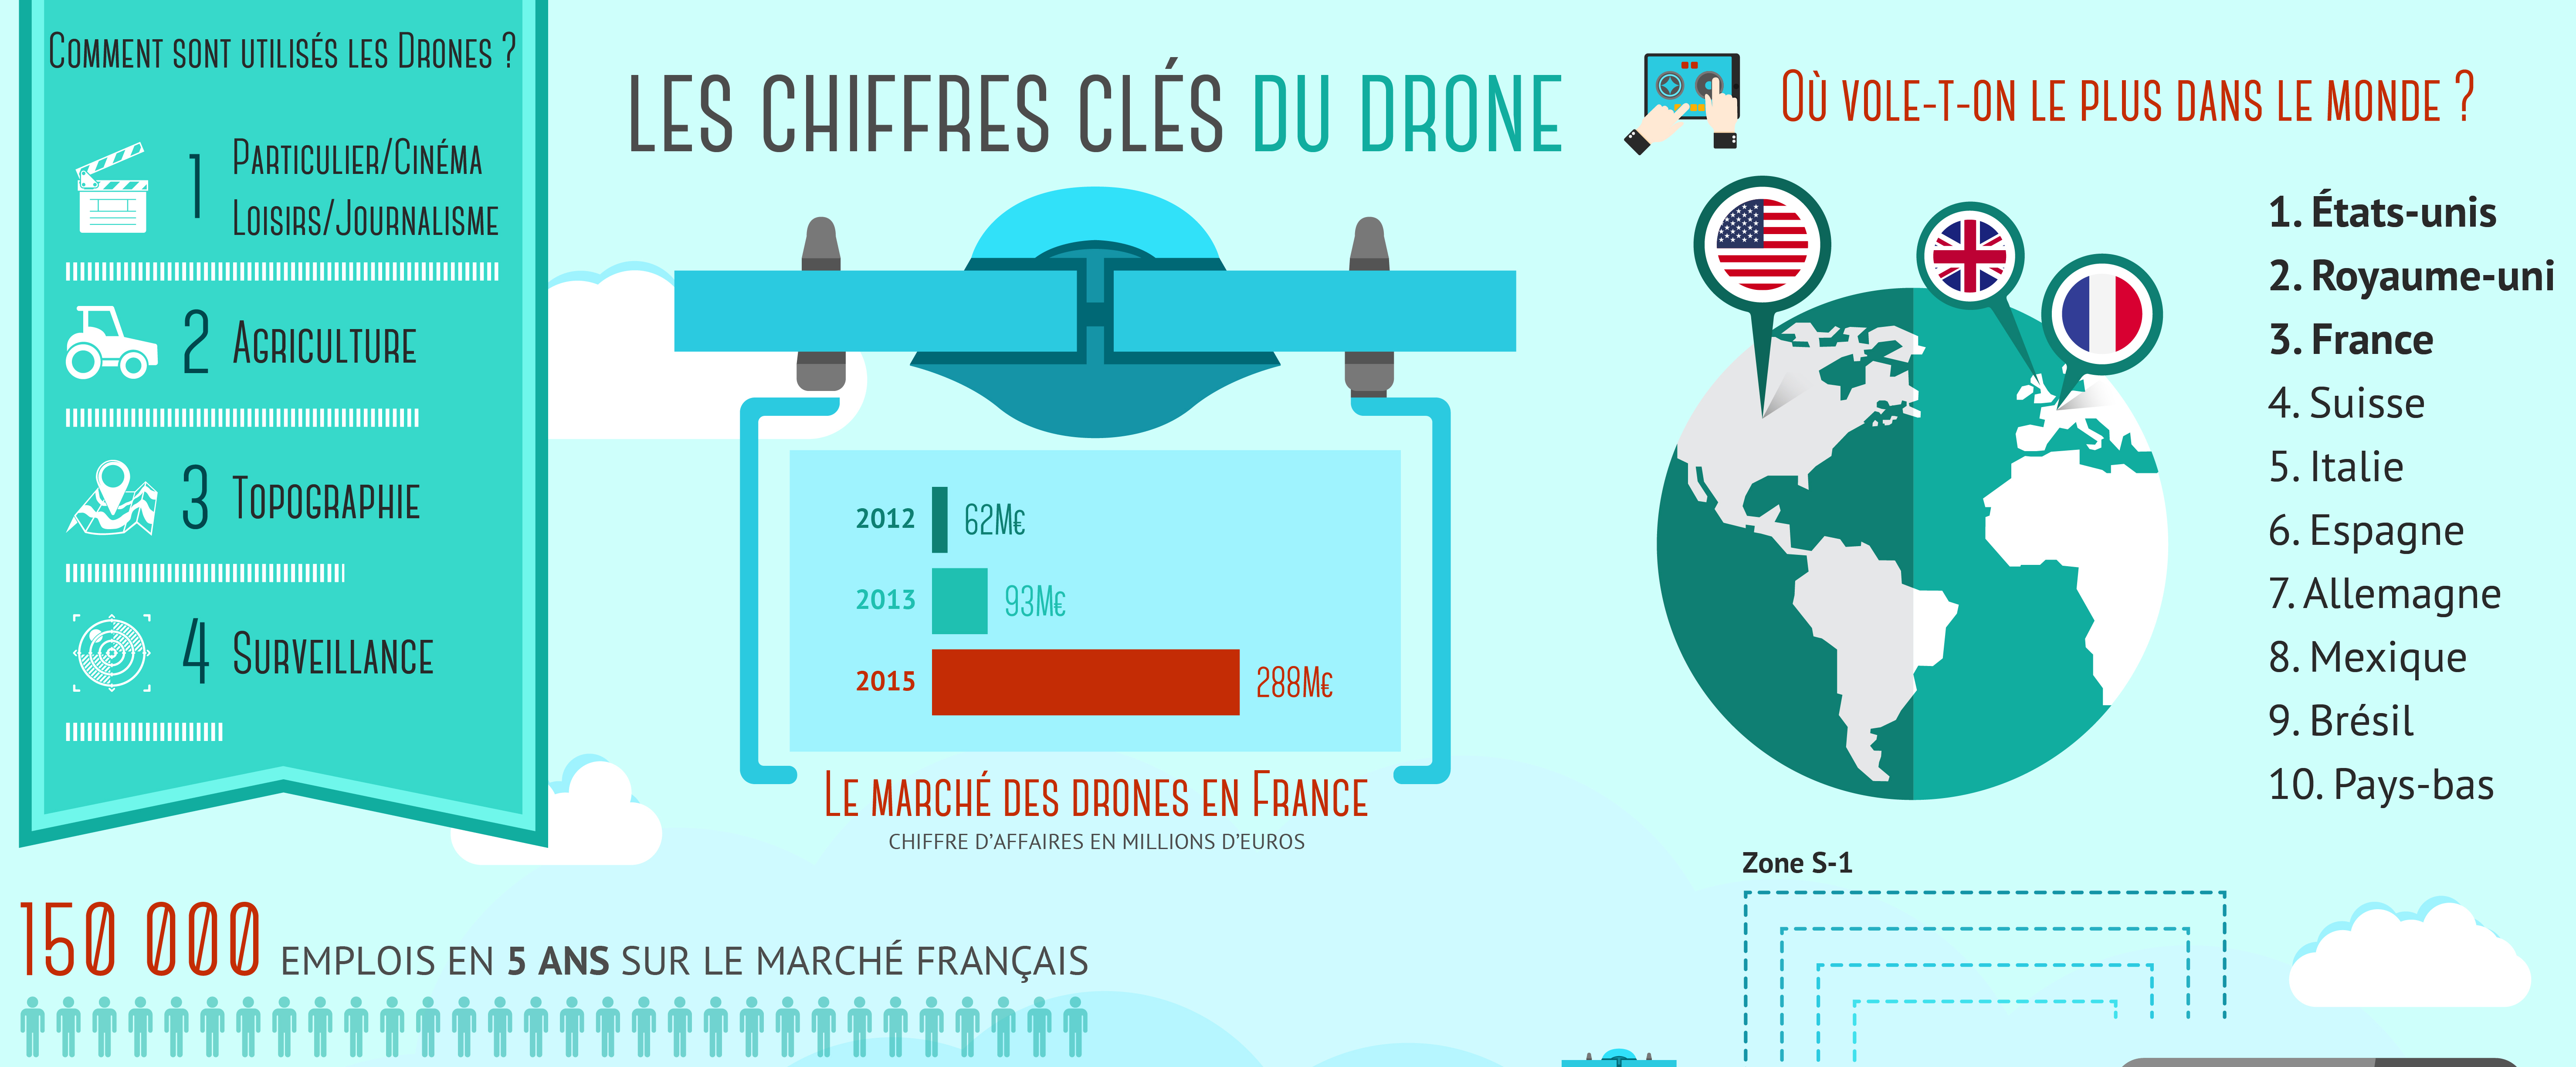 Comment sont utilisés les Drones ?
1 Particulier/Cinéma
Loisirs/Journalisme
2 Agriculture
3 Topographie
4 Surveillance
LES CHIFFRES CLÉS DU DRONE
2012 62M€
2013 93M€
2015 288M€
Le marché des drones en France
CHIFFRE D'AFFAIRES EN MILLIONS D'EUROS
Où vole-t-on le plus dans le monde ?
1. États-unis
2. Royaume-uni
3. France
4. Suisse
5. Italie
6. Espagne
7. Allemagne
8. Mexique
9. Brésil
10. Pays-bas
150 000 EMPLOIS EN 5 ANS SUR LE MARCHÉ FRANÇAIS
Zone S-1